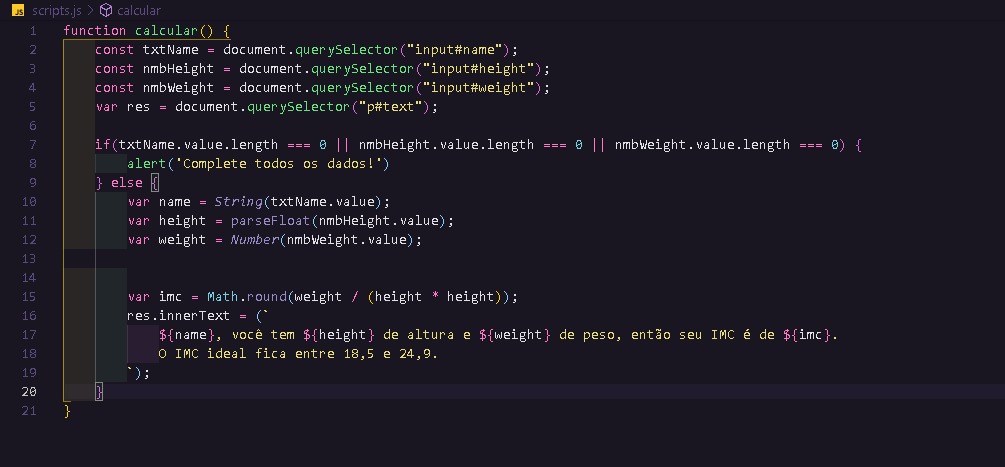 JS scripts.js > calcular
1 function calcular() {
2 const txtName = document.querySelector("input#name");
3 const nmbHeight = document.querySelector("input#height");
4 const nmbWeight = document.querySelector("input#weight");
5 var res = document.querySelector("p#text");
6
7 if(txtName.value.length === 0 || nmbHeight.value.length === 0 || nmbWeight.value.length === 0) {
8 alert('Complete todos os dados!')
9 } else {
10 var name = String(txtName.value);
11 var height = parseFloat(nmbHeight.value);
12 var weight = Number(nmbWeight.value);
13
14
15 var imc = Math.round(weight / (height * height));
16 res.innerText = (`
17 ${name}, você tem ${height} de altura e ${weight} de peso, então seu IMC é de ${imc}.
18 O IMC ideal fica entre 18,5 e 24,9.
19 `);
20 }
21 }